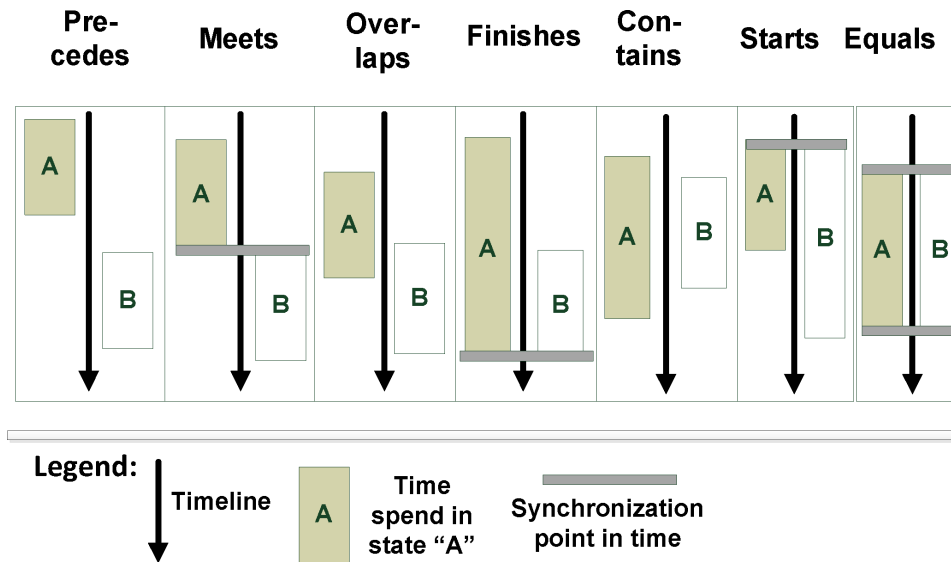 Pre-
cedes
Meets
Over-
laps
Finishes
Con-
tains
Starts
Equals
A
B
A
B
A
B
A
B
A
B
A
B
A
B
Legend:
Timeline
A
Time
spend in
state “A”
Synchronization
point in time